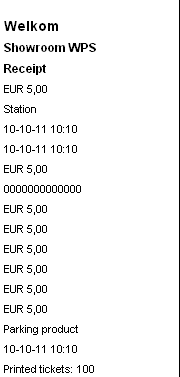 Welkom
Showroom WPS
Receipt
EUR 5,00
Station
10-10-11 10:10
10-10-11 10:10
EUR 5,00
0000000000000
EUR 5,00
EUR 5,00
EUR 5,00
EUR 5,00
EUR 5,00
EUR 5,00
Parking product
10-10-11 10:10
Printed tickets: 100